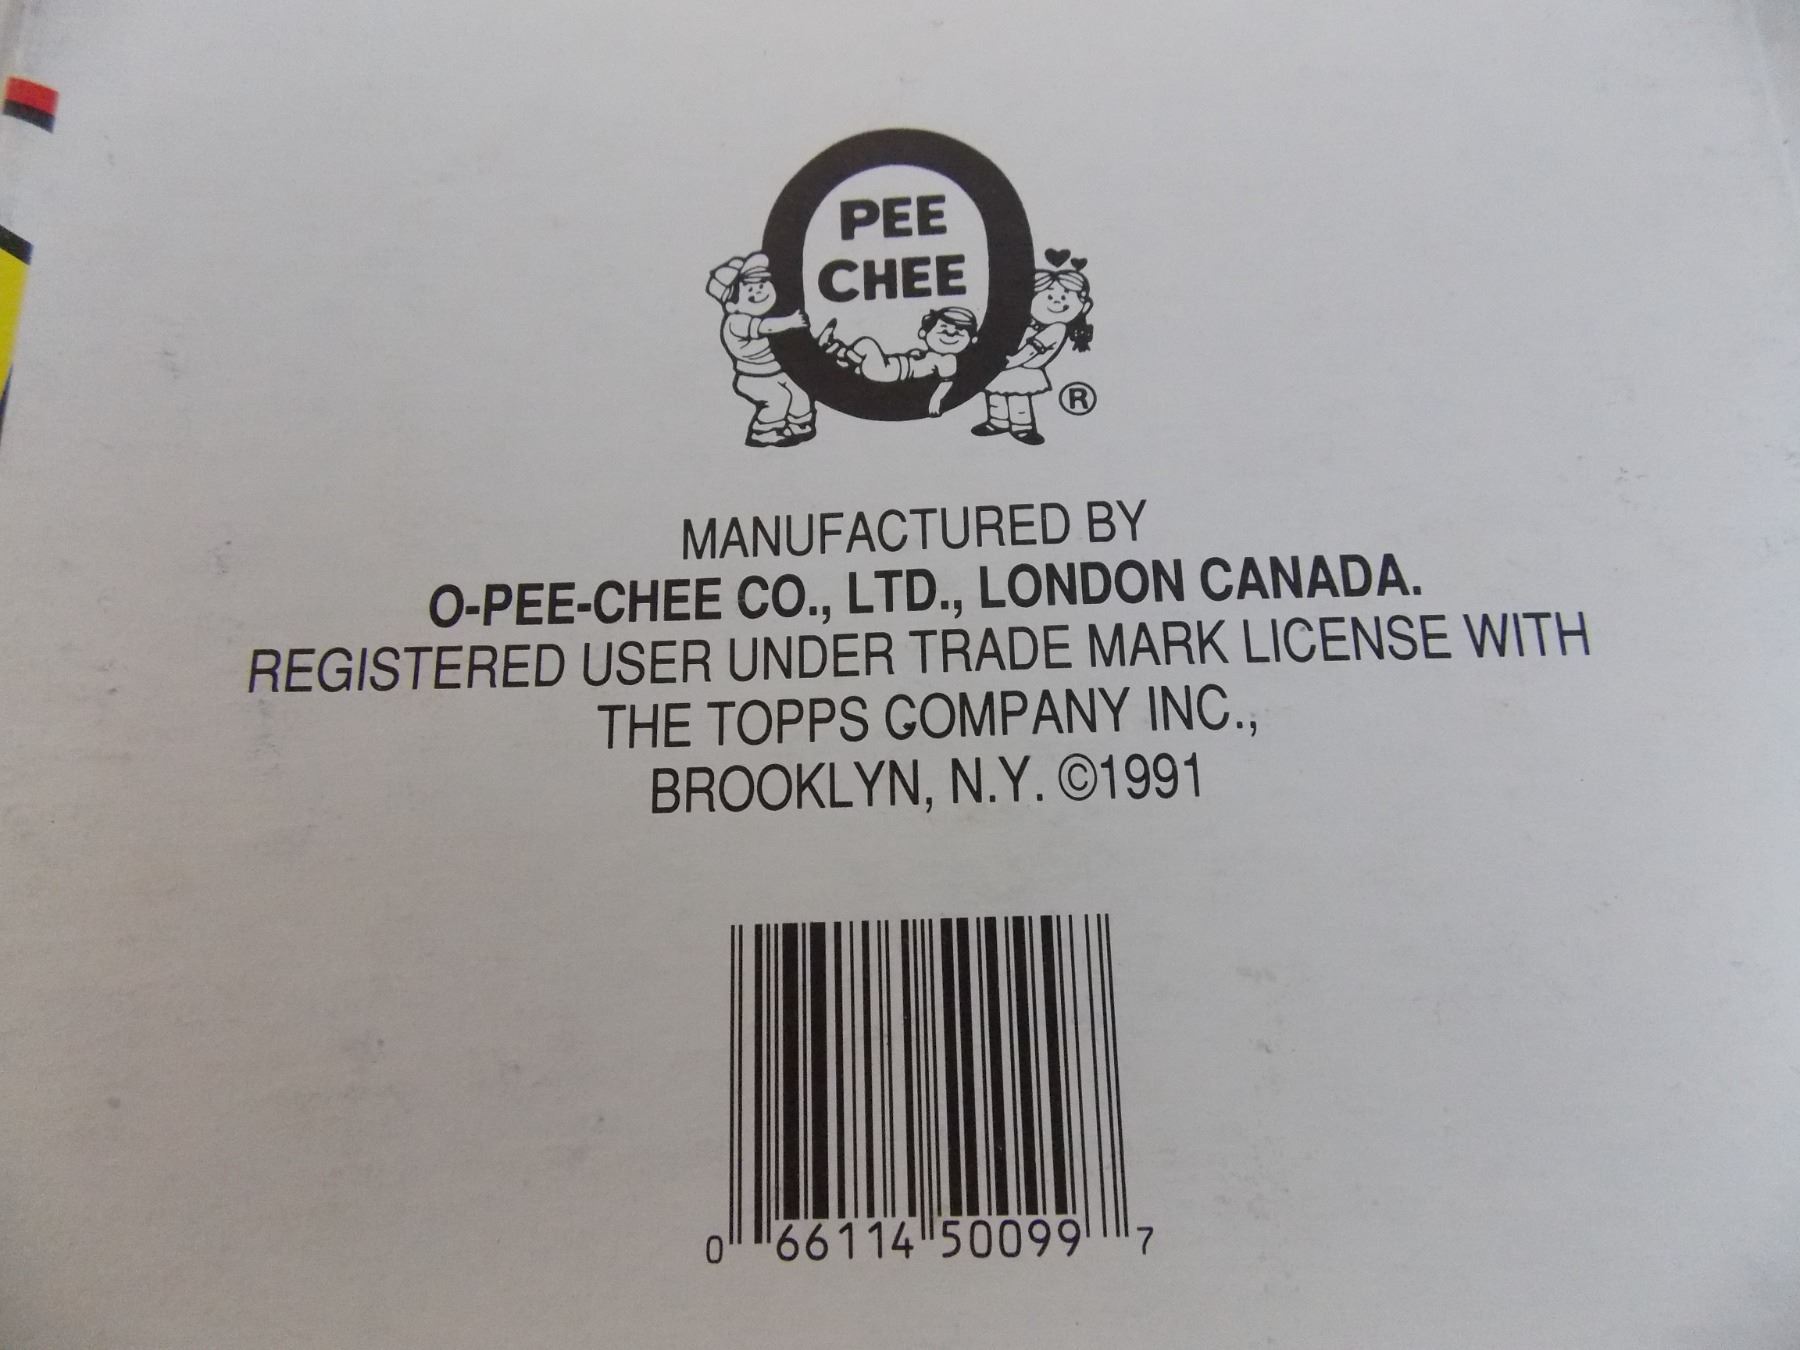 PEE
CHEE
®
MANUFACTURED BY
O-PEE-CHEE CO., LTD., LONDON CANADA.
REGISTERED USER UNDER TRADE MARK LICENSE WITH
THE TOPPS COMPANY INC.,
BROOKLYN, N.Y. ©1991
0 66114 50099 7